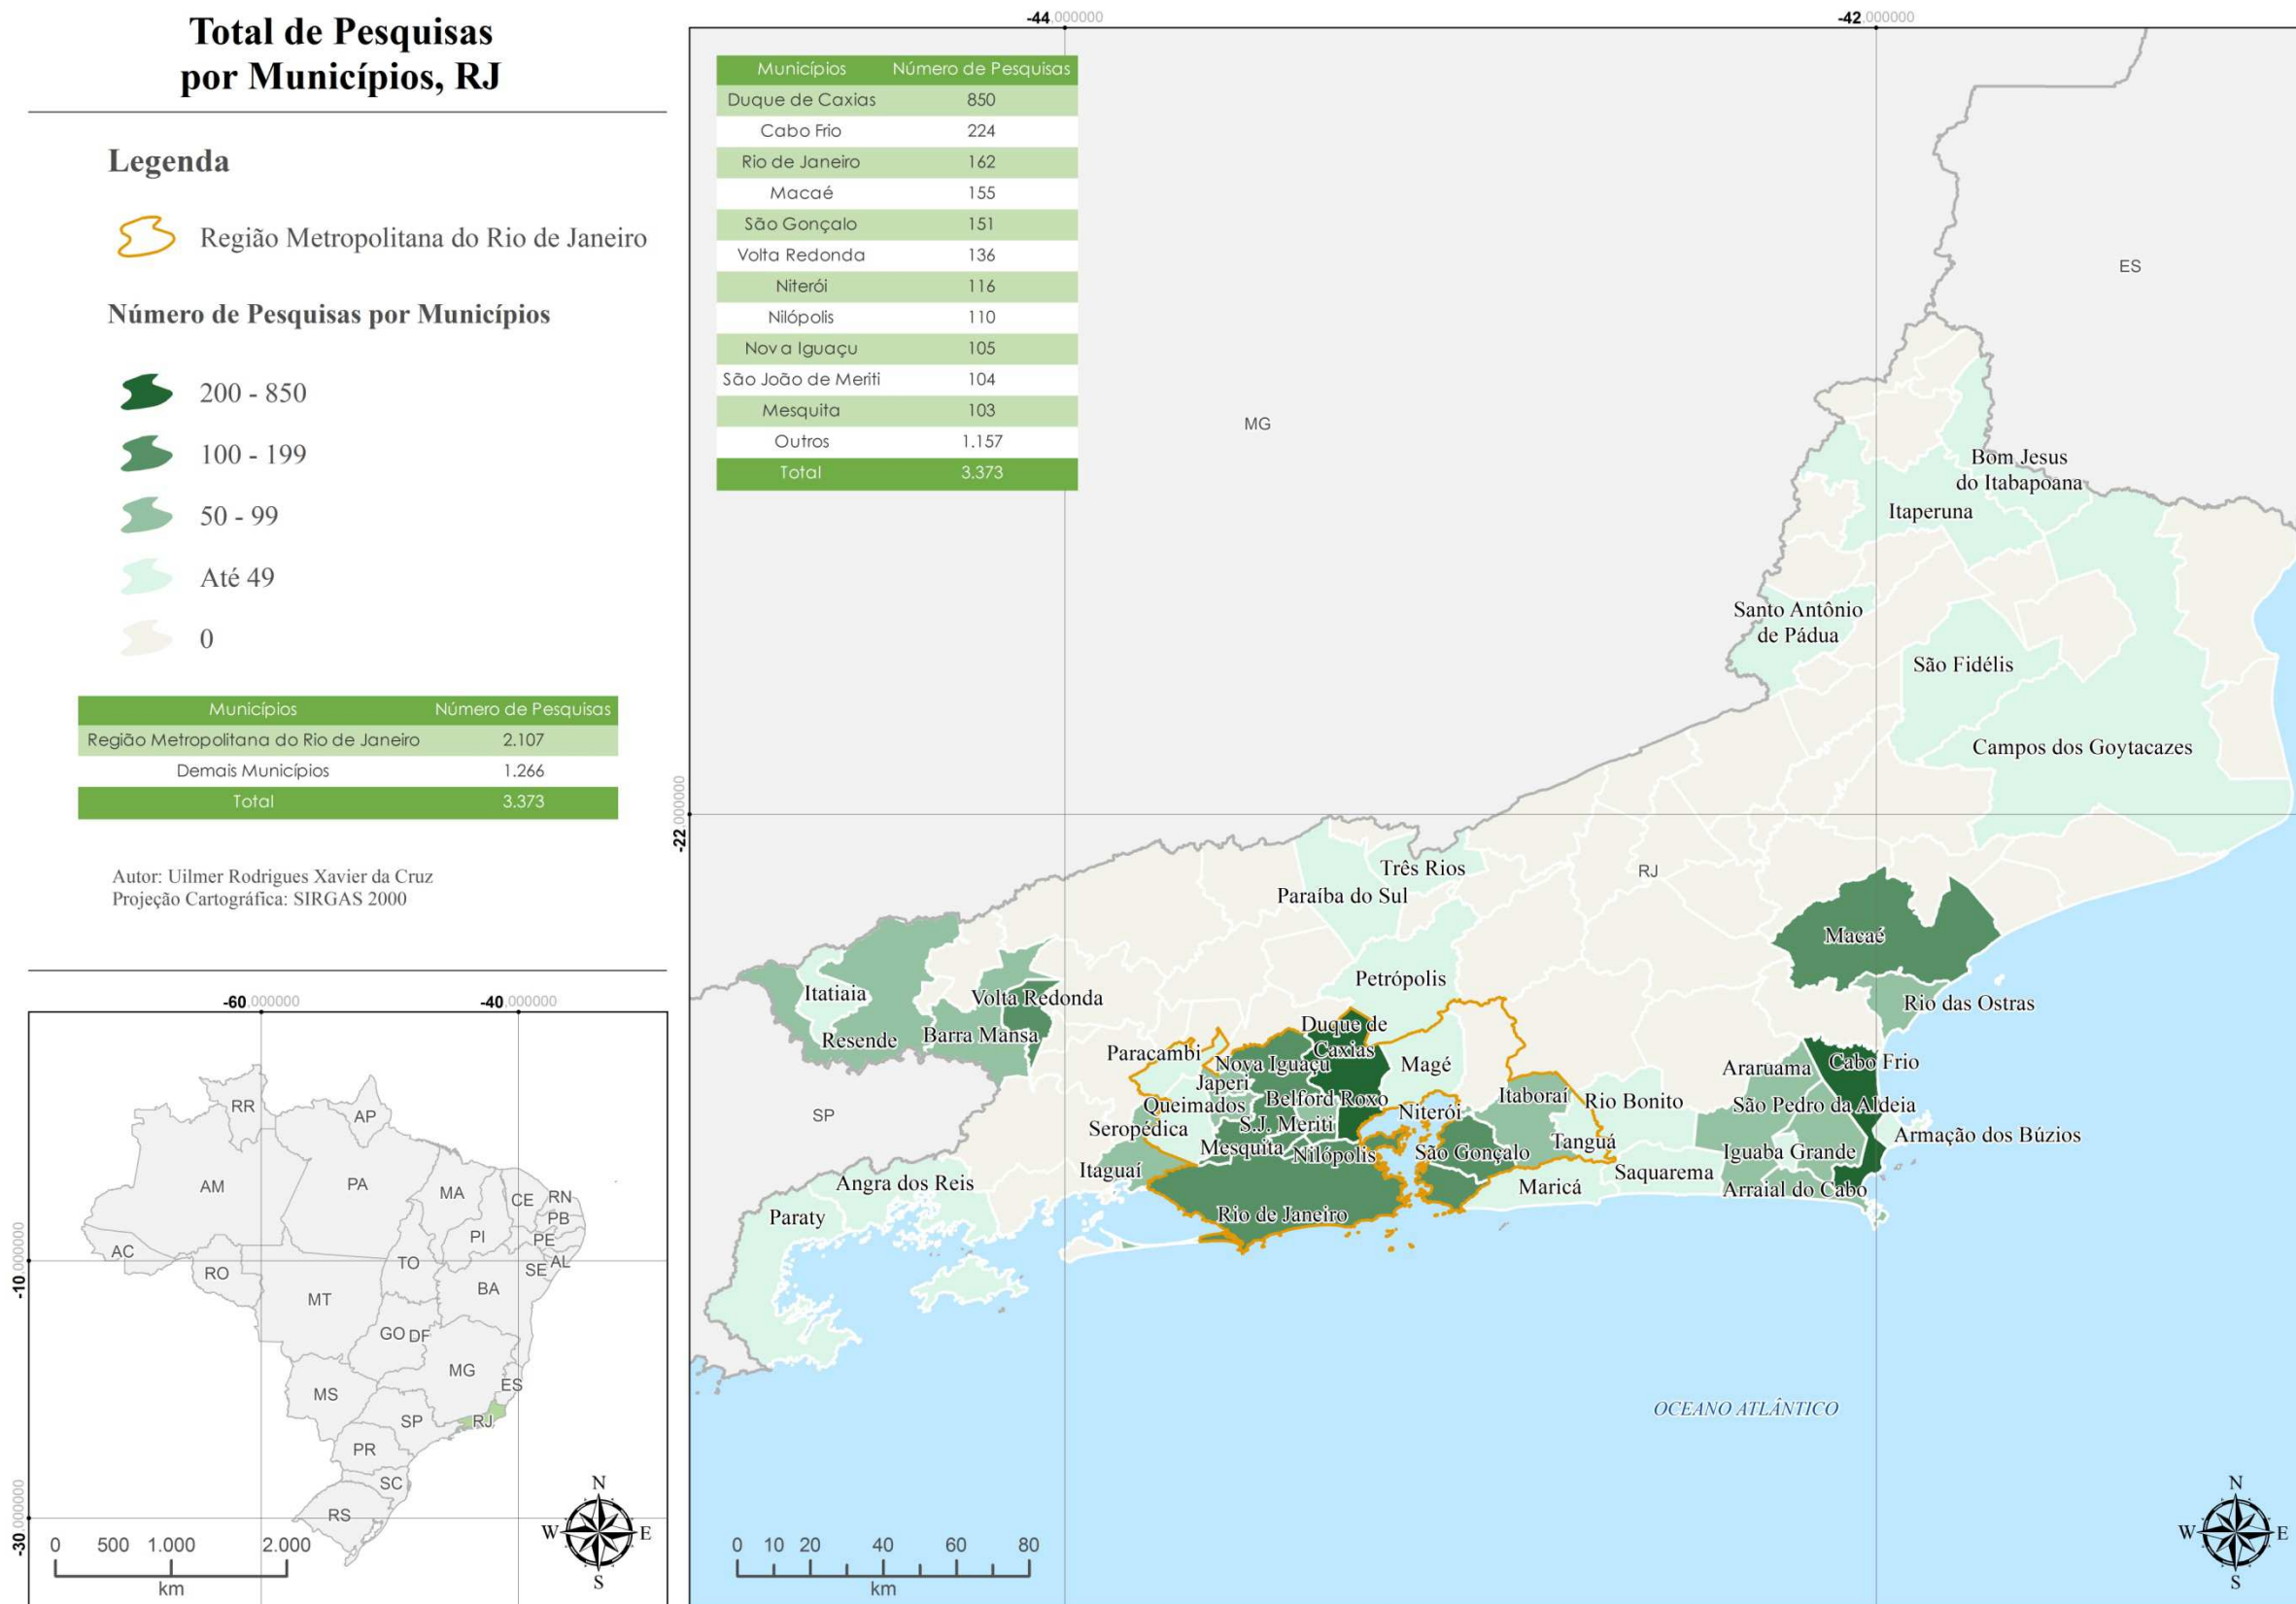 Total de Pesquisas
por Municípios, RJ
Legenda
Região Metropolitana do Rio de Janeiro
Número de Pesquisas por Municípios
200 - 850
100 - 199
50 - 99
Até 49
0
Municípios Número de Pesquisas
Região Metropolitana do Rio de Janeiro 2.107
Demais Municípios 1.266
Total 3.373
Autor: Uilmer Rodrigues Xavier da Cruz
Projeção Cartográfica: SIRGAS 2000
-60,000000 -40,000000
-10,000000
-30,000000
RR
AP
AM
PA
MA
CE
RN
PB
PI
PE
AC
TO
AL
RO
SE
BA
MT
GO
DF
MG
ES
MS
SP
RJ
PR
SC
RS
0 500 1.000 2.000
km
N
W
E
S
-44,000000 -42,000000
-22,000000
Municípios Número de Pesquisas
Duque de Caxias 850
Cabo Frio 224
Rio de Janeiro 162
Macaé 155
São Gonçalo 151
Volta Redonda 136
Niterói 116
Nilópolis 110
Nova Iguaçu 105
São João de Meriti 104
Mesquita 103
Outros 1.157
Total 3.373
ES
MG
Bom Jesus
do Itabapoana
Itaperuna
Santo Antônio
de Pádua
São Fidélis
Campos dos Goytacazes
Três Rios
RJ
Paraíba do Sul
Macaé
Petrópolis
Itatiaia
Volta Redonda
Rio das Ostras
Resende
Barra Mansa
Duque de
Caxias
Paracambi
Nova Iguaçu
Magé
Araruama
Cabo Frio
Japeri
Queimados
Belford Roxo
Itaboraí
Rio Bonito
São Pedro da Aldeia
SP
Niterói
Seropédica
S.J. Meriti
Tanguá
Armação dos Búzios
Mesquita
Nilópolis
São Gonçalo
Iguaba Grande
Itaguaí
Saquarema
Angra dos Reis
Maricá
Arraial do Cabo
Paraty
Rio de Janeiro
OCEANO ATLÂNTICO
0 10 20 40 60 80
km
N
W
E
S